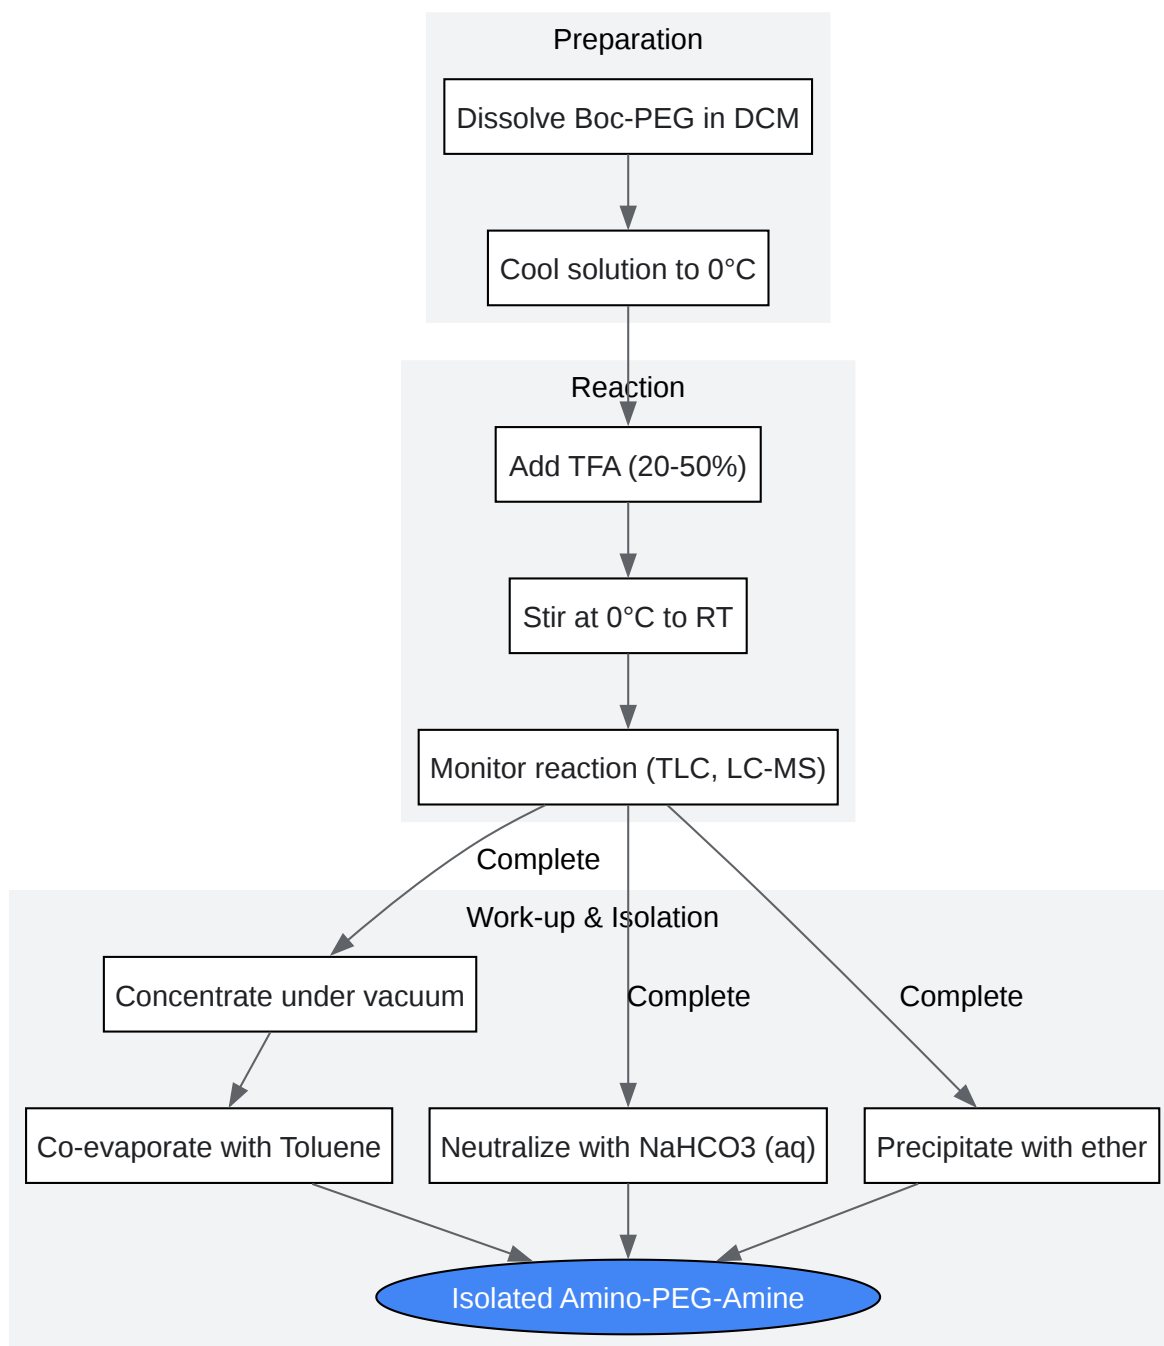 Preparation
Dissolve Boc-PEG in DCM
Cool solution to 0°C
Reaction
Add TFA (20-50%)
Stir at 0°C to RT
Monitor reaction (TLC, LC-MS)
Complete
Work-up & Isolation
Concentrate under vacuum
Complete
Complete
Co-evaporate with Toluene
Neutralize with NaHCO3 (aq)
Precipitate with ether
Isolated Amino-PEG-Amine